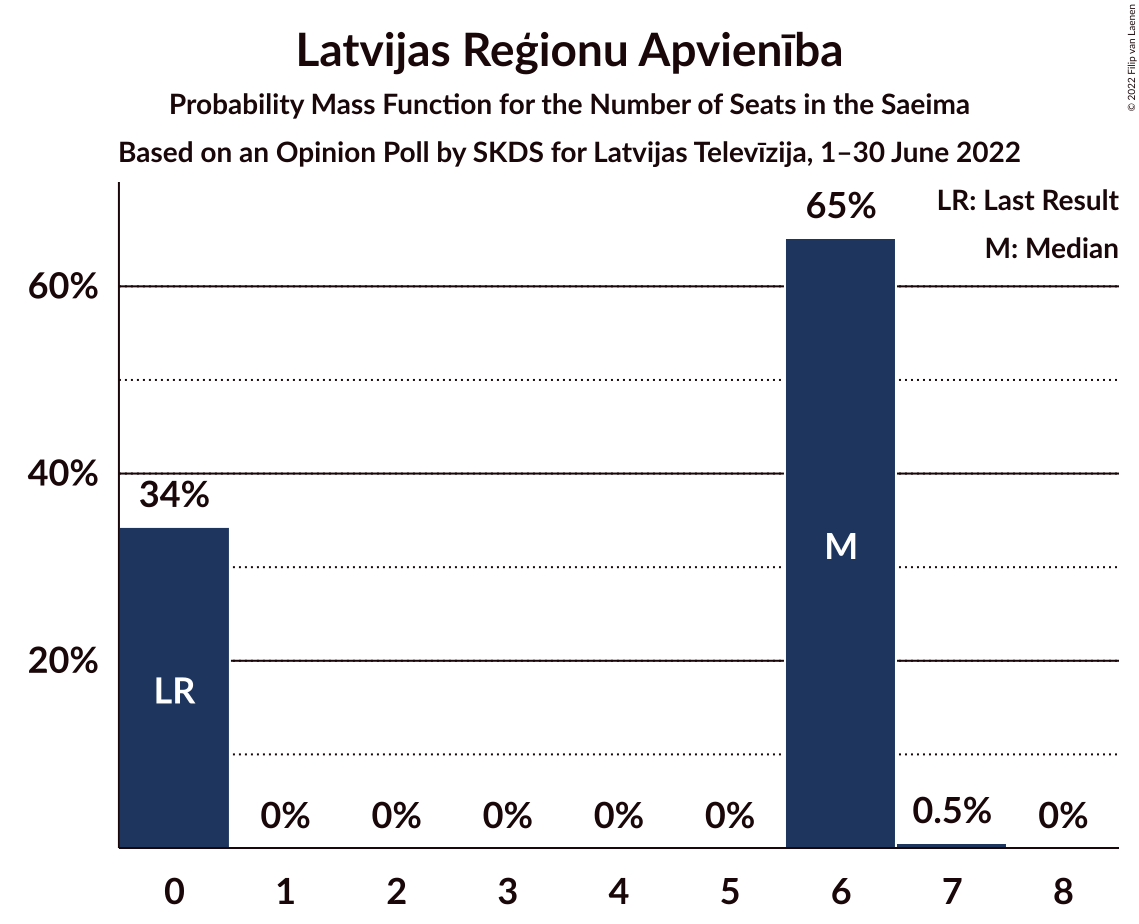 Latvijas Reģionu Apvienība
Probability Mass Function for the Number of Seats in the Saeima
Based on an Opinion Poll by SKDS for Latvijas Televīzija, 1–30 June 2022
© 2022 Filip van Laenen
LR: Last Result
M: Median
60%
40%
20%
34%
0%
0%
0%
0%
0%
65%
0.5%
0%
LR
M
0
1
2
3
4
5
6
7
8